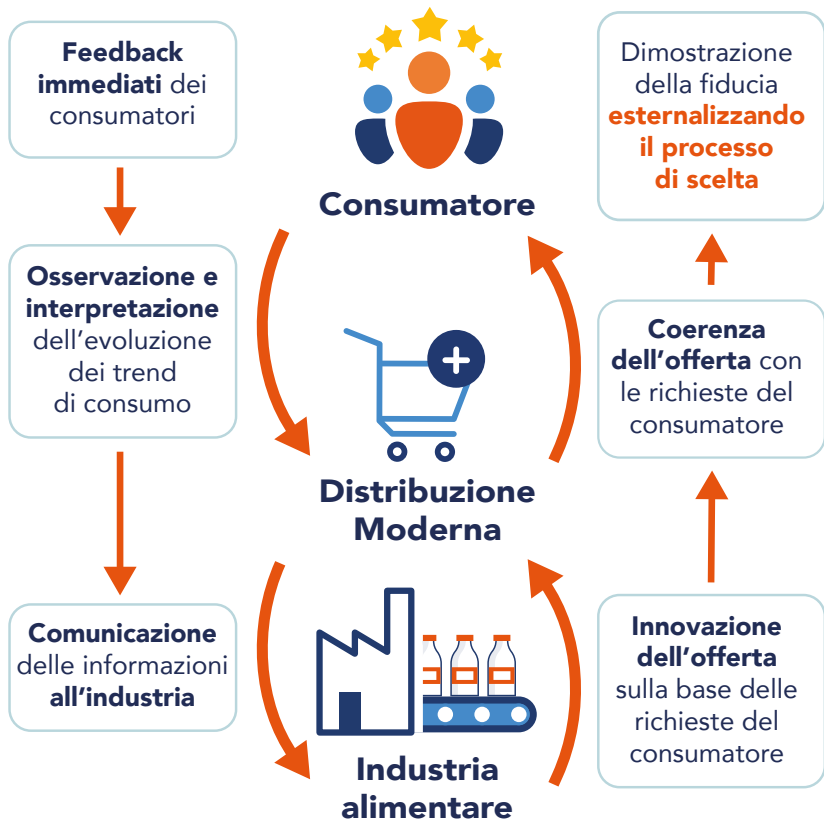 Feedback
immediati dei
consumatori
Osservazione e
interpretazione
dell'evoluzione
dei trend
di consumo
Comunicazione
delle informazioni
all'industria
Consumatore
Distribuzione
Moderna
Industria
alimentare
Dimostrazione
della fiducia
esternalizzando
il processo
di scelta
Coerenza
dell'offerta con
le richieste del
consumatore
Innovazione
dell'offerta
sulla base delle
richieste del
consumatore